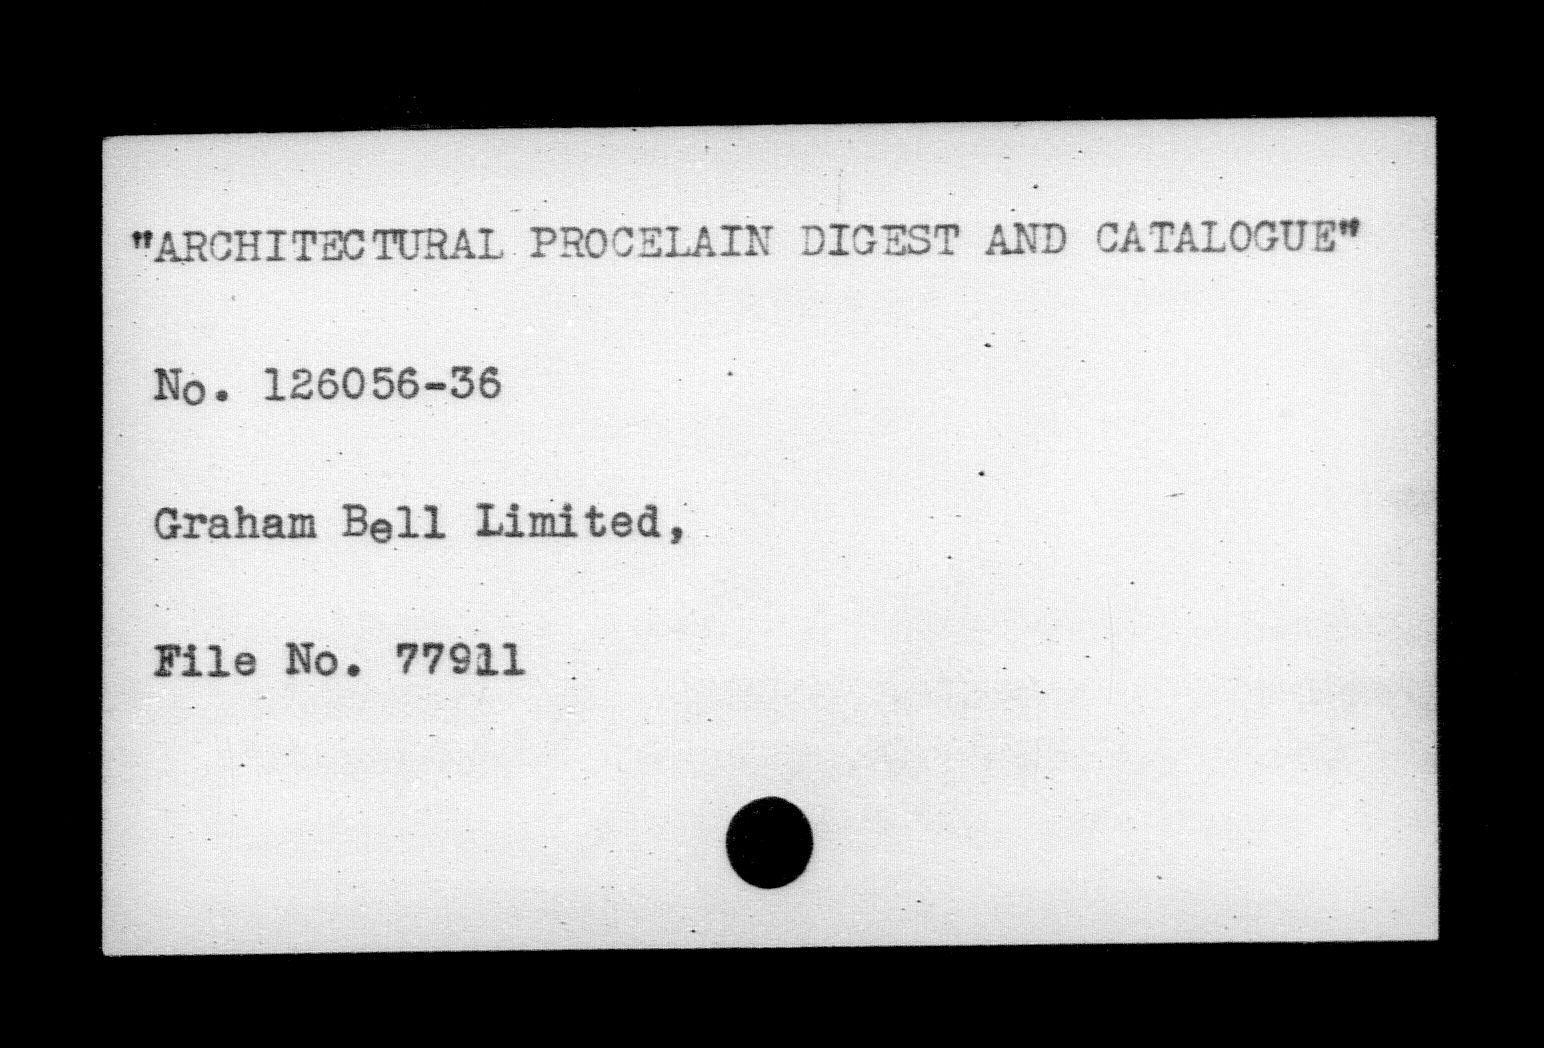 "ARCHITECTURAL PROCELAIN DIGEST AND CATALOGUE"
No. 126056-36
Graham Bell Limited,
File No. 77911